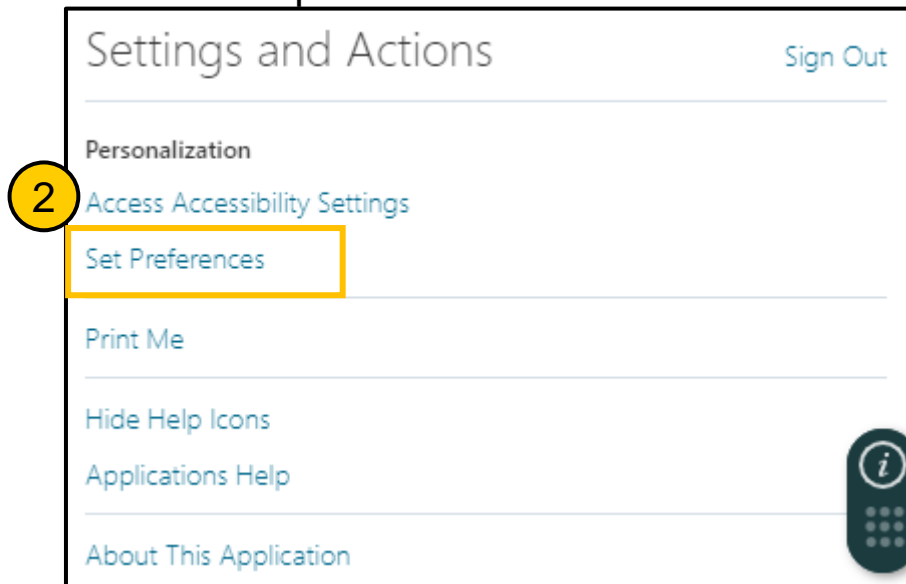 Settings and Actions
Sign Out
Personalization
2
Access Accessibility Settings
Set Preferences
Print Me
Hide Help Icons
i
Applications Help
About This Application